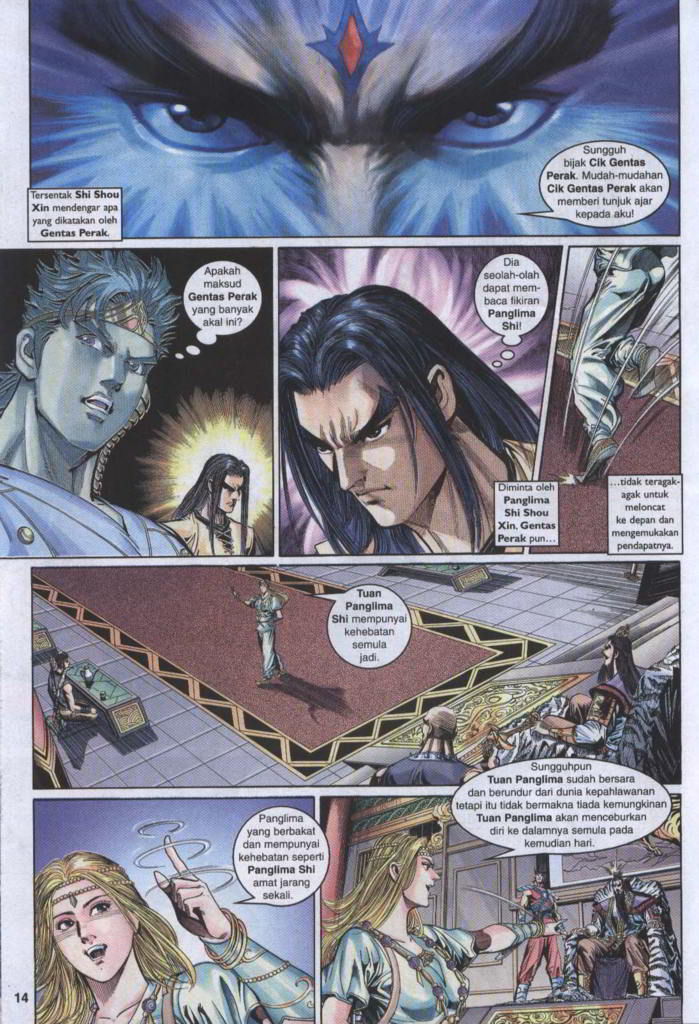 Sungguh
bijak Cik Gentas
Perak. Mudah-mudahan
Cik Gentas Perak akan
memberi tunjuk ajar
kepada aku!
Tersentak Shi Shou
Xin mendengar apa
yang dikatakan oleh
Gentas Perak.
Apakah
maksud
Gentas Perak
yang banyak
akal ini?
Dia
seolah-olah
dapat mem-
baca fikiran
Panglima
Shi!
Diminta oleh
Panglima
Shi Shou
Xin, Gentas
Perak pun...
...tidak teragak-
agak untuk
meloncat
ke depan dan
mengemukakan
pendapatnya.
Tuan
Panglima
Shi mempunyai
kehebatan
semula
jadi.
Sungguhpun
Tuan Panglima sudah bersara
dan berundur dari dunia kepahlawanan
tetapi itu tidak bermakna tiada kemungkinan
Tuan Panglima akan menceburkan
diri ke dalamnya semula pada
kemudian hari.
Panglima
yang berbakat
dan mempunyai
kehebatan seperti
Panglima Shi
amat jarang
sekali.
14